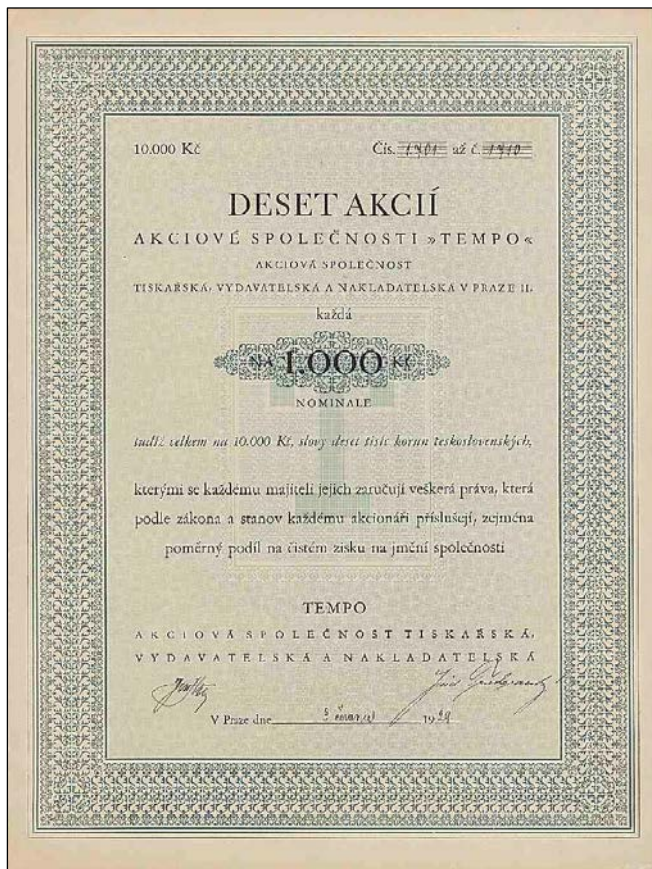 10.000 Kč Čís. 1301 až č. 1310
DESET AKCIÍ
AKCIOVÉ SPOLEČNOSTI »TEMPO«
AKCIOVÁ SPOLEČNOST
TISKAŘSKÁ, VYDAVATELSKÁ A NAKLADATELSKÁ V PRAZE II.
každá
NA 1.000 Kč
NOMINALE
tudíž celkem na 10.000 Kč, slovy deset tisíc korun československých,
kterými se každému majiteli jejich zaručují veškerá práva, která
podle zákona a stanov každému akcionáři příslušejí, zejména
poměrný podíl na čistém zisku na jmění společnosti
TEMPO
AKCIOVÁ SPOLEČNOST TISKAŘSKÁ,
VYDAVATELSKÁ A NAKLADATELSKÁ
V Praze dne 19